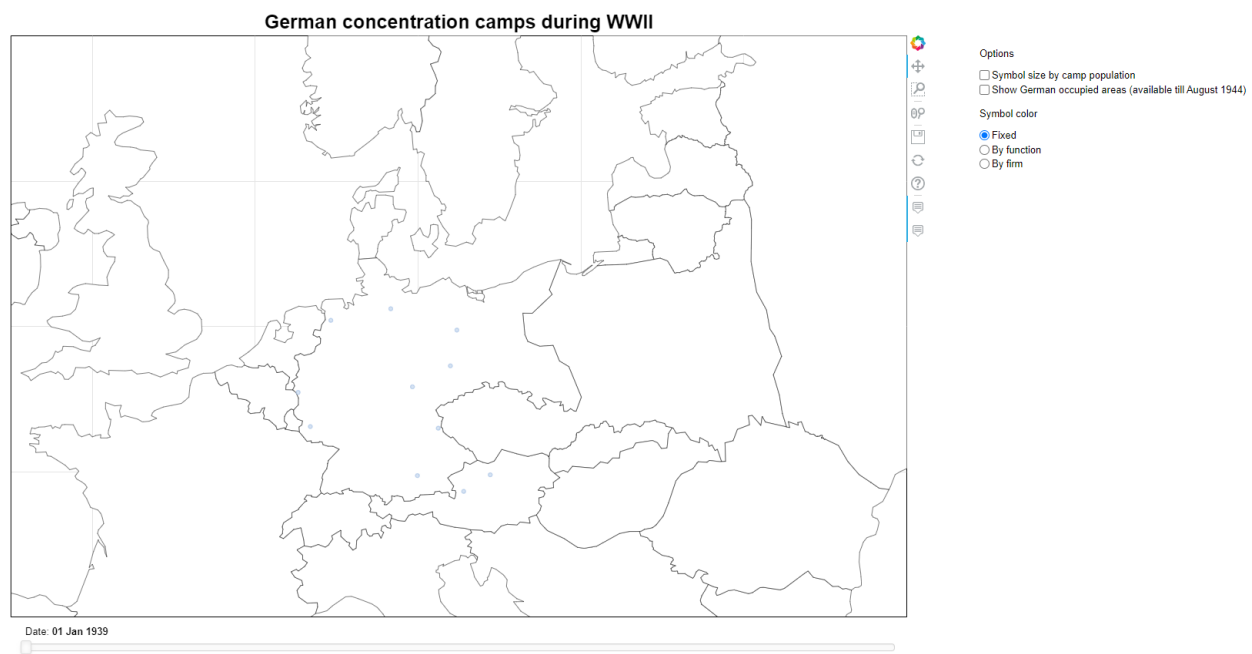 German concentration camps during WWII
Options
Symbol size by camp population
Show German occupied areas (available till August 1944)
Symbol color
Fixed
By function
By firm
Date: 01 Jan 1939